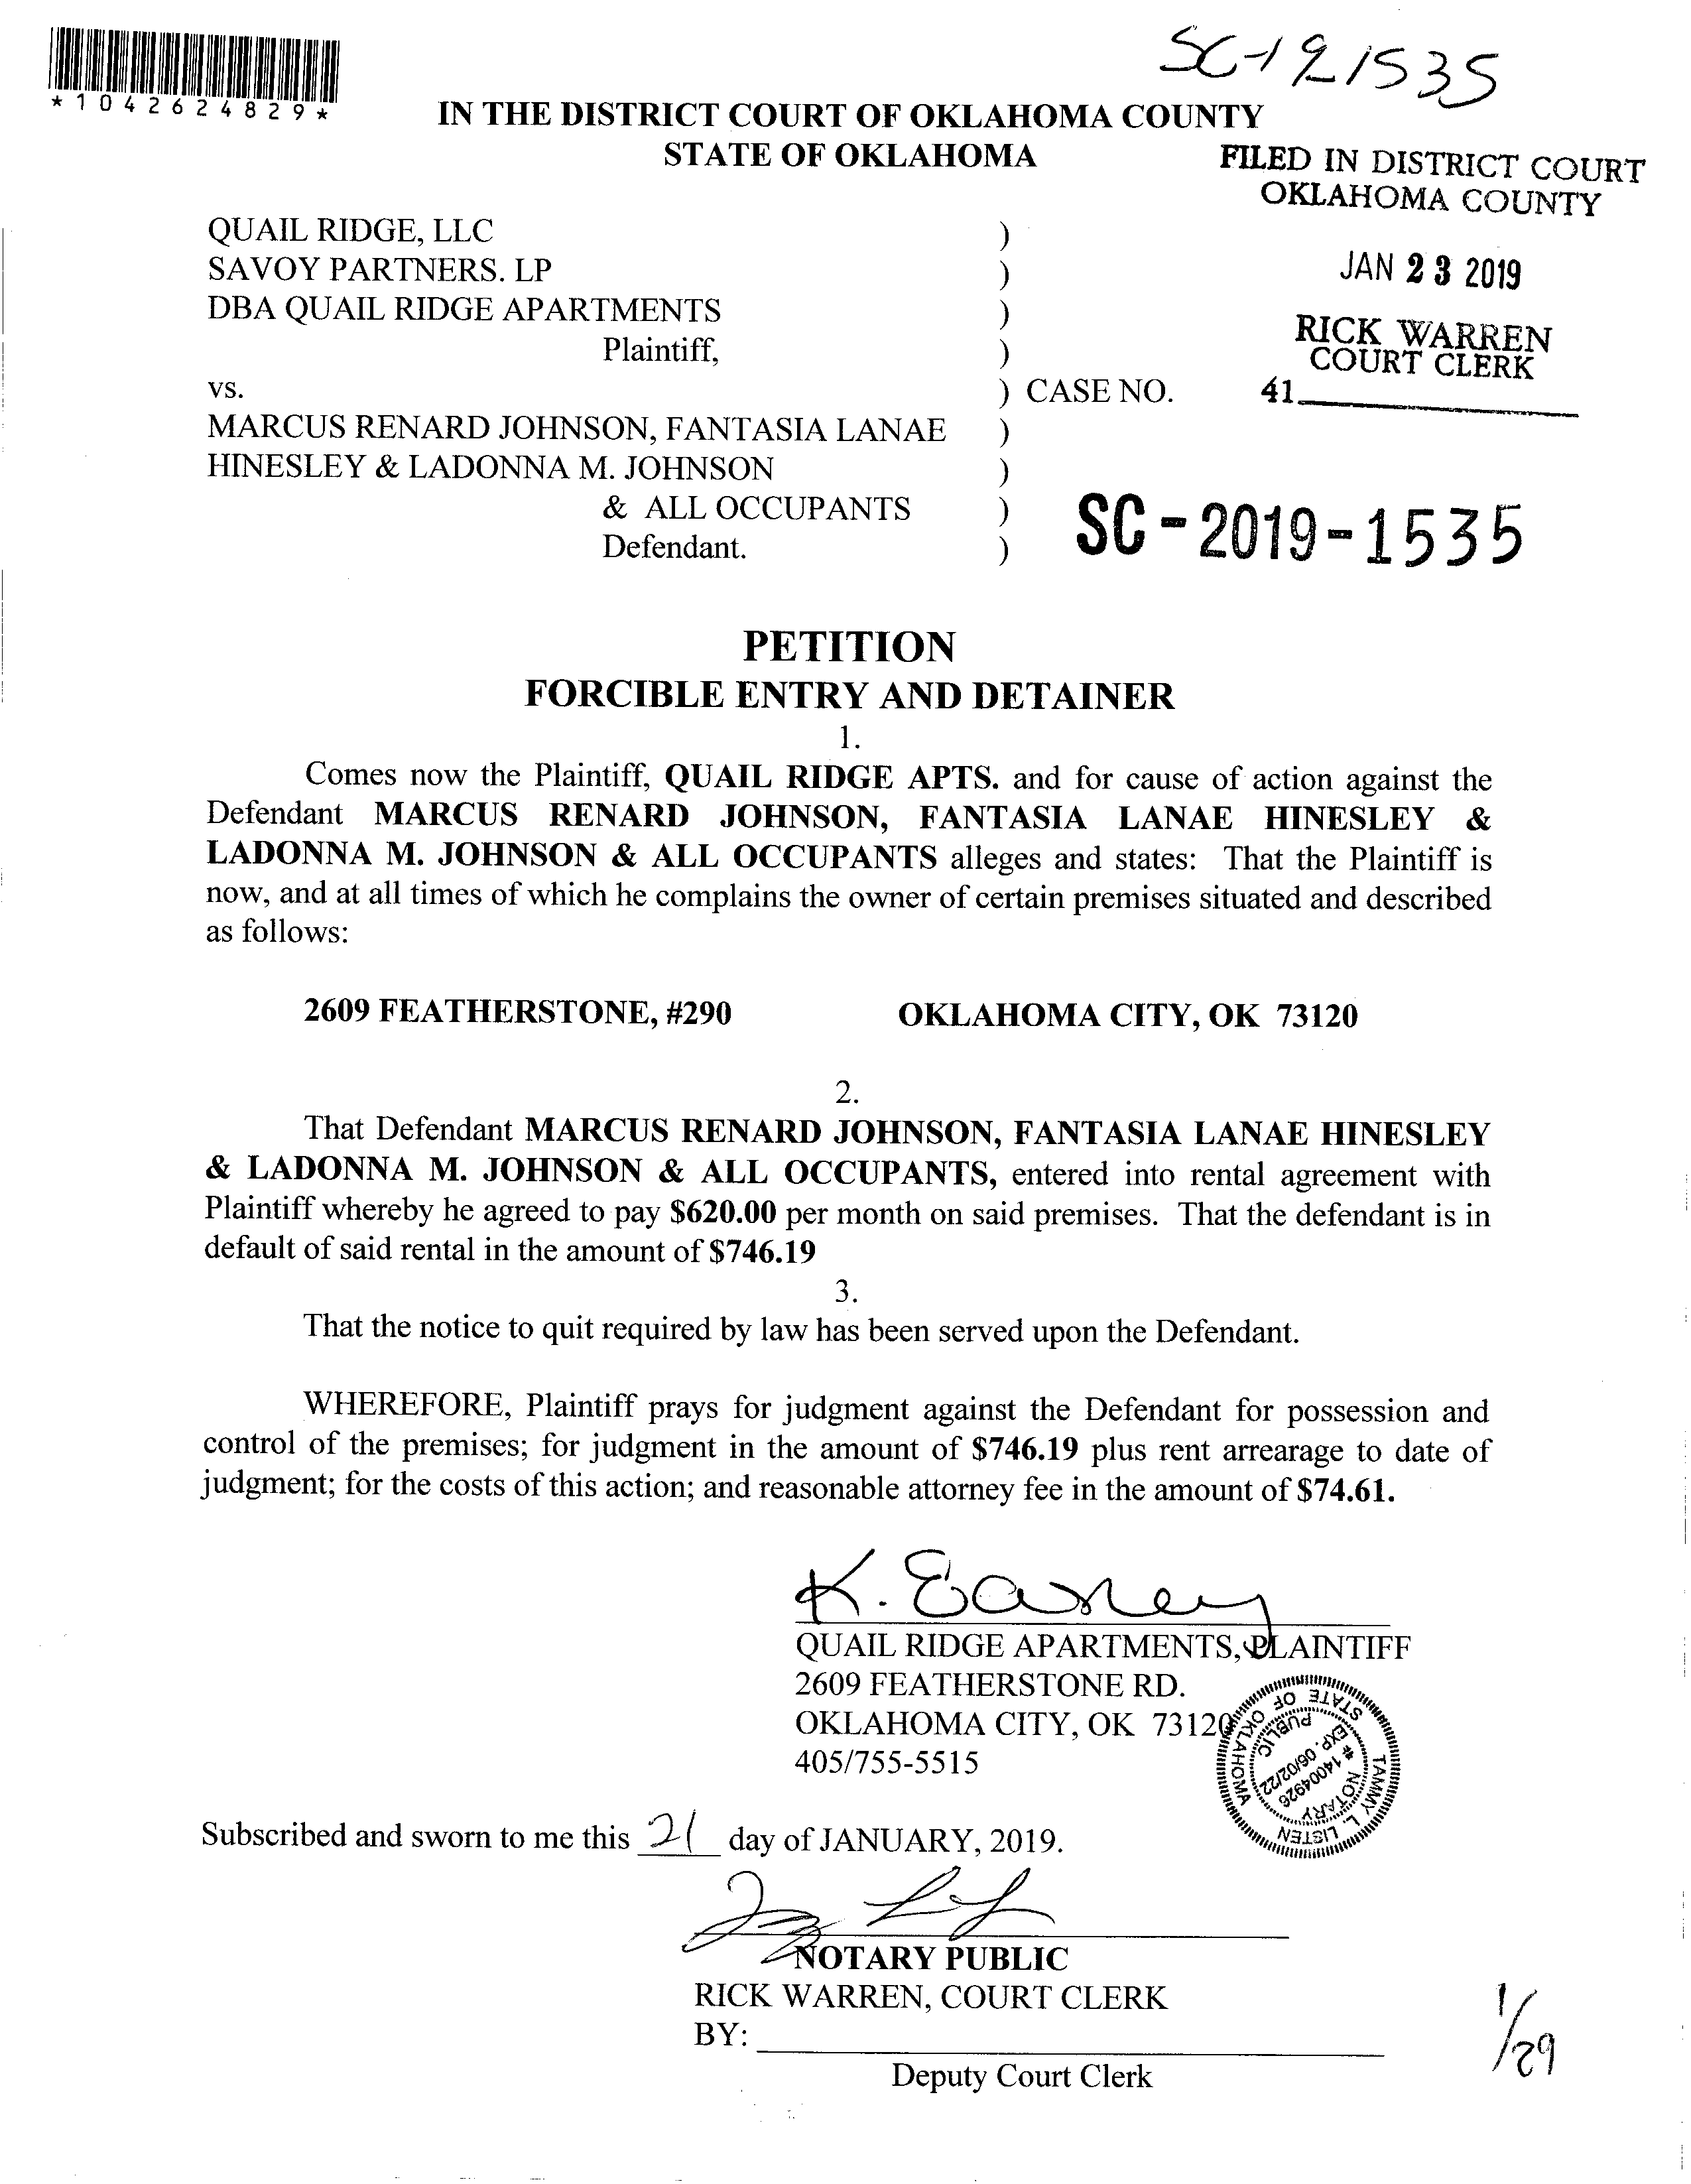 SC-19 1535
*1042624829*
IN THE DISTRICT COURT OF OKLAHOMA COUNTY
STATE OF OKLAHOMA
FILED IN DISTRICT COURT
OKLAHOMA COUNTY
JAN 23 2019
RICK WARREN
COURT CLERK
41
QUAIL RIDGE, LLC )
SAVOY PARTNERS. LP )
DBA QUAIL RIDGE APARTMENTS )
Plaintiff, )
vs. ) CASE NO.
MARCUS RENARD JOHNSON, FANTASIA LANAE )
HINESLEY & LADONNA M. JOHNSON )
& ALL OCCUPANTS )
Defendant. )
SC-2019-1535
PETITION
FORCIBLE ENTRY AND DETAINER
1.
Comes now the Plaintiff, QUAIL RIDGE APTS. and for cause of action against the
Defendant MARCUS RENARD JOHNSON, FANTASIA LANAE HINESLEY &
LADONNA M. JOHNSON & ALL OCCUPANTS alleges and states: That the Plaintiff is
now, and at all times of which he complains the owner of certain premises situated and described
as follows:
2609 FEATHERSTONE, #290 OKLAHOMA CITY, OK 73120
2.
That Defendant MARCUS RENARD JOHNSON, FANTASIA LANAE HINESLEY
& LADONNA M. JOHNSON & ALL OCCUPANTS, entered into rental agreement with
Plaintiff whereby he agreed to pay $620.00 per month on said premises. That the defendant is in
default of said rental in the amount of $746.19
3.
That the notice to quit required by law has been served upon the Defendant.
WHEREFORE, Plaintiff prays for judgment against the Defendant for possession and
control of the premises; for judgment in the amount of $746.19 plus rent arrearage to date of
judgment; for the costs of this action; and reasonable attorney fee in the amount of $74.61.
QUAIL RIDGE APARTMENTS, PLAINTIFF
2609 FEATHERSTONE RD.
OKLAHOMA CITY, OK 73120
405/755-5515
TAMMY L. LISTEN
STATE OF OKLAHOMA
NOTARY PUBLIC
# 14004926
EXP. 06/02/22
Subscribed and sworn to me this 21 day of JANUARY, 2019.
NOTARY PUBLIC
RICK WARREN, COURT CLERK
BY:
Deputy Court Clerk
1/29